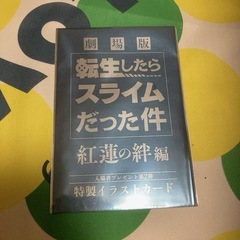 劇場版
転生したら
スライム
だった件
紅蓮の絆編
入場者プレゼント第2弾
特製イラストカード